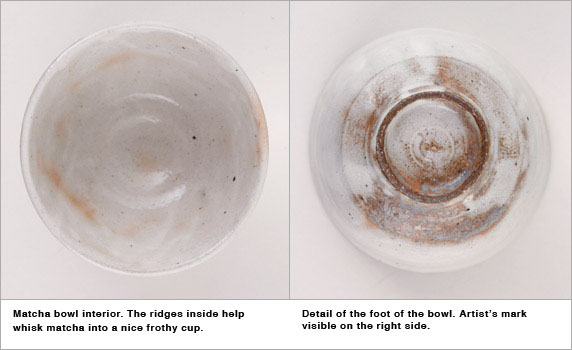 Matcha bowl interior. The ridges inside help
whisk matcha into a nice frothy cup.
Detail of the foot of the bowl. Artist's mark
visible on the right side.